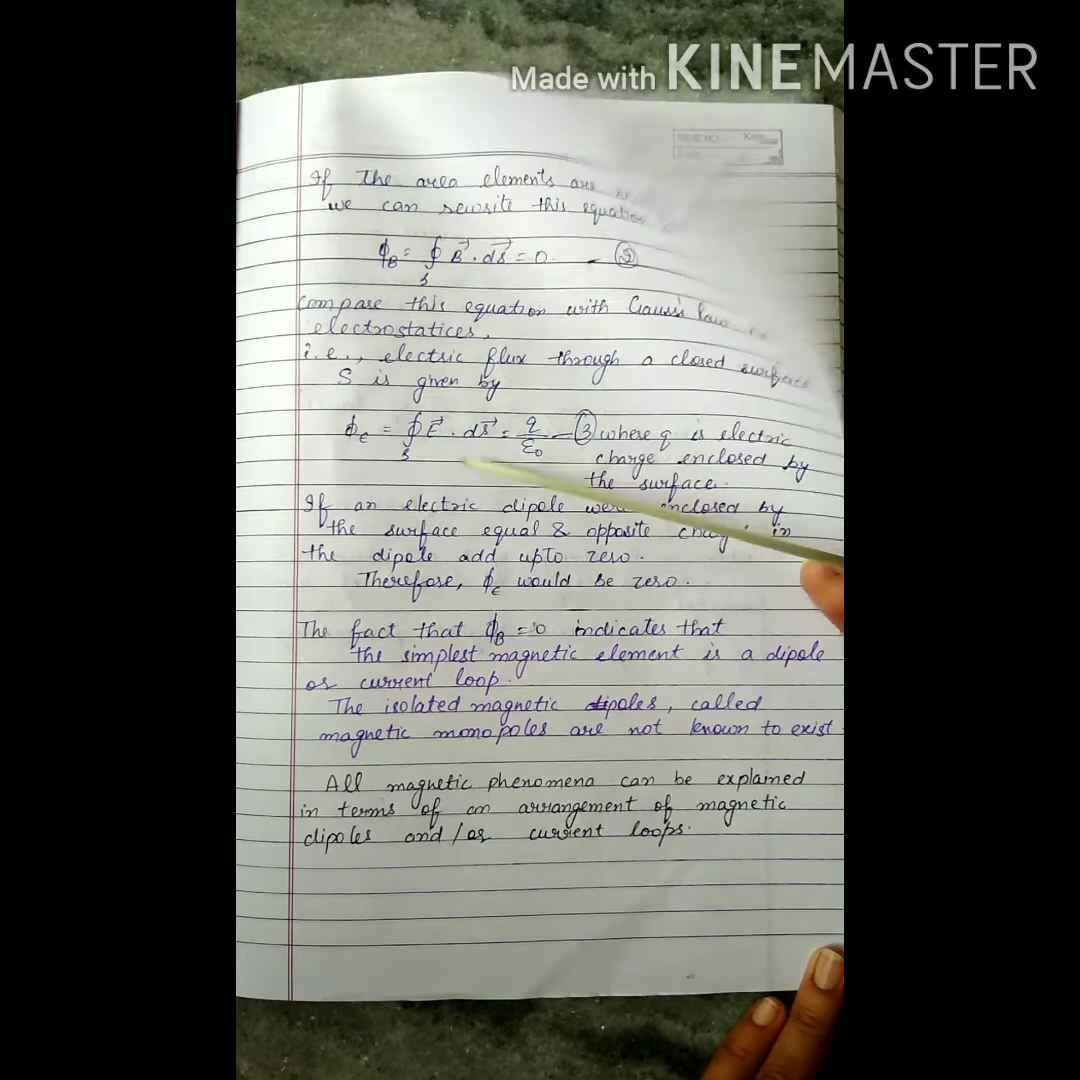 Made with KINEMASTER
If the area elements are
we can rewrite this equation
ϕB = ∮S B⃗ . ds⃗ = 0. - ②
Compare this equation with Gauss's law
electrostatices,
i.e., electric flux through a closed surface
S is given by
ϕE = ∮S E⃗ . ds⃗ = q/ε0 - ③ where q is electric
charge enclosed by
the surface.
If an electric dipole were enclosed by
the surface equal & opposite in
the dipole add upto zero.
Therefore, ϕE would be zero.
The fact that ϕB = 0 indicates that
the simplest magnetic element is a dipole
or current loop.
The isolated magnetic poles, called
magnetic monopoles are not known to exist
All magnetic phenomena can be explained
in terms of an arrangement of magnetic
dipoles and/or current loops.